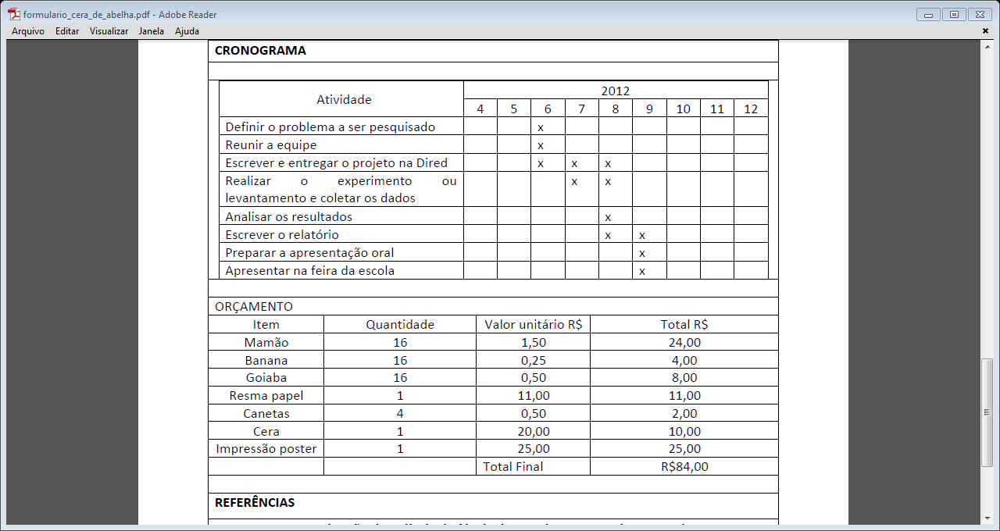 formulario_cera_de_abelha.pdf - Adobe Reader
Arquivo Editar Visualizar Janela Ajuda
CRONOGRAMA
Atividade 2012
4 5 6 7 8 9 10 11 12
Definir o problema a ser pesquisado x
Reunir a equipe x
Escrever e entregar o projeto na Dired x x x
Realizar o experimento ou x x
levantamento e coletar os dados
Analisar os resultados x
Escrever o relatório x x
Preparar a apresentação oral x
Apresentar na feira da escola x
ORÇAMENTO
Item Quantidade Valor unitário R$ Total R$
Mamão 16 1,50 24,00
Banana 16 0,25 4,00
Goiaba 16 0,50 8,00
Resma papel 1 11,00 11,00
Canetas 4 0,50 2,00
Cera 1 20,00 10,00
Impressão poster 1 25,00 25,00
Total Final R$84,00
REFERÊNCIAS